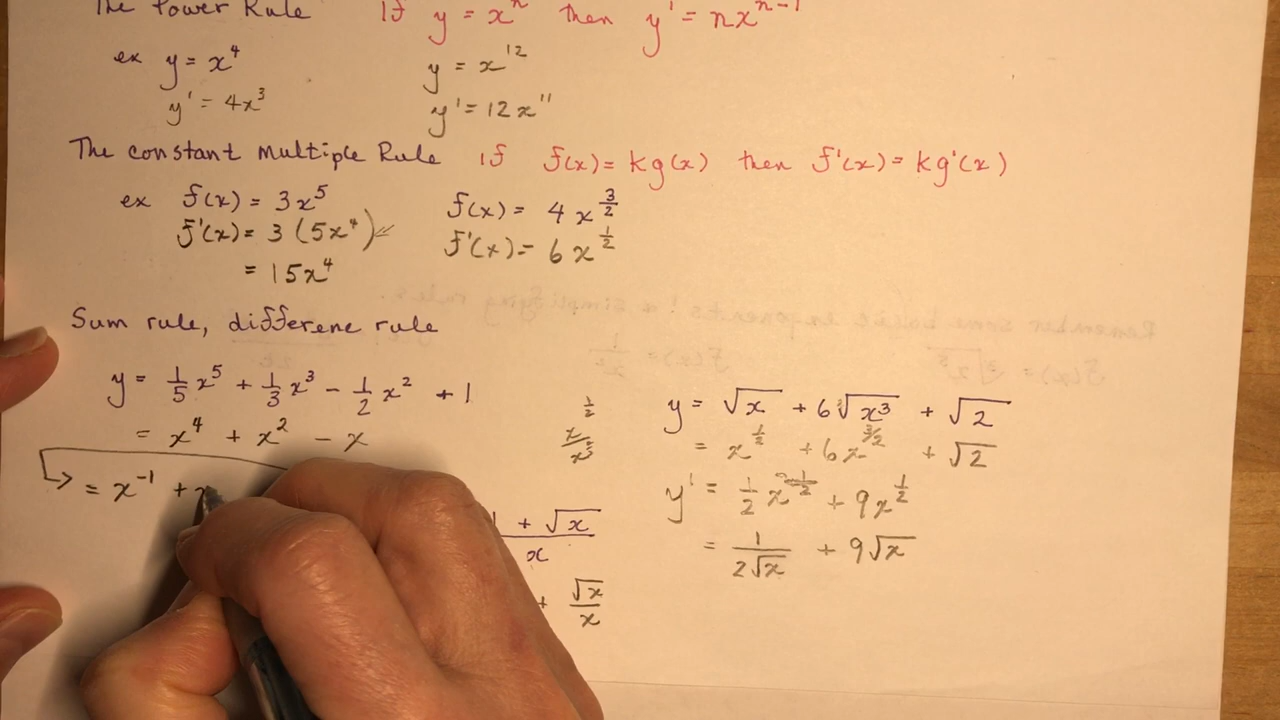 The Power Rule If y = x^n then y' = nx^(n-1)
ex y = x^4 y = x^12
y' = 4x^3 y' = 12x^11
The constant multiple Rule if f(x) = kg(x) then f'(x) = kg'(x)
ex f(x) = 3x^5 f(x) = 4x^(3/2)
f'(x) = 3(5x^4) f'(x) = 6x^(1/2)
= 15x^4
Sum rule, differene rule
y = 1/5 x^5 + 1/3 x^3 - 1/2 x^2 + 1
= x^4 + x^2 - x
= x^-1 +
+ √x
x
+ √x/x
y = √x + 6√x^3 + √2
= x^(1/2) + 6x^(3/2) + √2
y' = 1/2 x^(-1/2) + 9x^(1/2)
= 1/(2√x) + 9√x